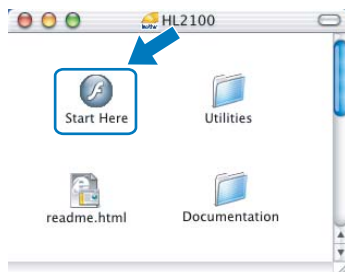 HL2100
Start Here
Utilities
readme.html
Documentation